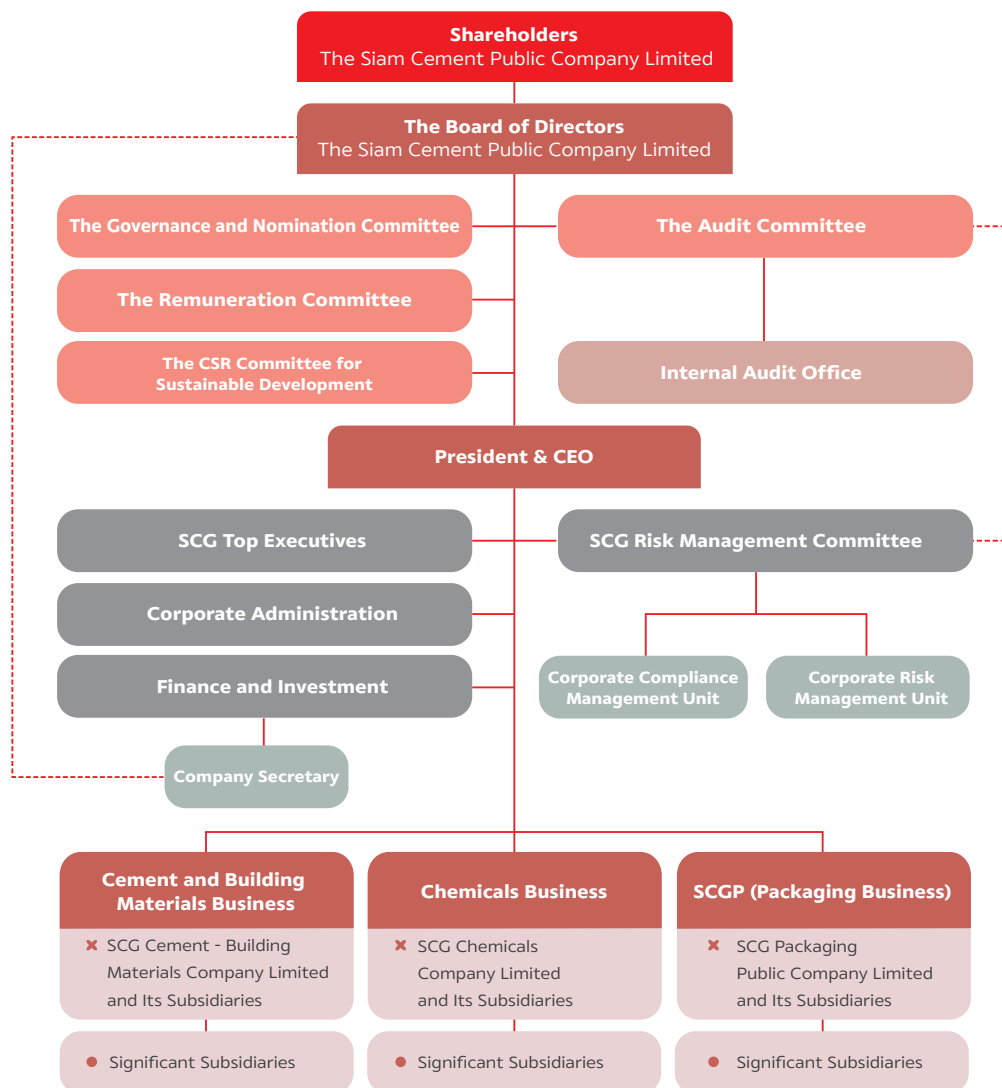 Shareholders
The Siam Cement Public Company Limited
The Board of Directors
The Siam Cement Public Company Limited
The Governance and Nomination Committee
The Audit Committee
The Remuneration Committee
The CSR Committee for
Sustainable Development
Internal Audit Office
President & CEO
SCG Top Executives
SCG Risk Management Committee
Corporate Administration
Finance and Investment
Corporate Compliance
Management Unit
Corporate Risk
Management Unit
Company Secretary
Cement and Building
Materials Business
SCG Cement - Building
Materials Company Limited
and Its Subsidiaries
Significant Subsidiaries
Chemicals Business
SCG Chemicals
Company Limited
and Its Subsidiaries
Significant Subsidiaries
SCGP (Packaging Business)
SCG Packaging
Public Company Limited
and Its Subsidiaries
Significant Subsidiaries